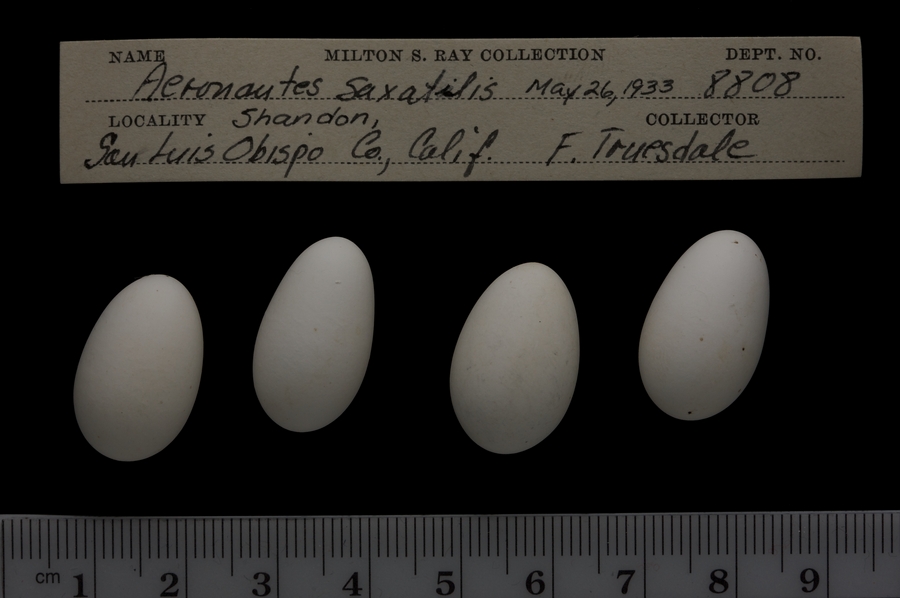 NAME MILTON S. RAY COLLECTION DEPT. NO.
Aeronautes saxatilis May 26, 1933 8808
LOCALITY Shandon, COLLECTOR
San Luis Obispo Co., Calif. F. Truesdale
cm 1 2 3 4 5 6 7 8 9